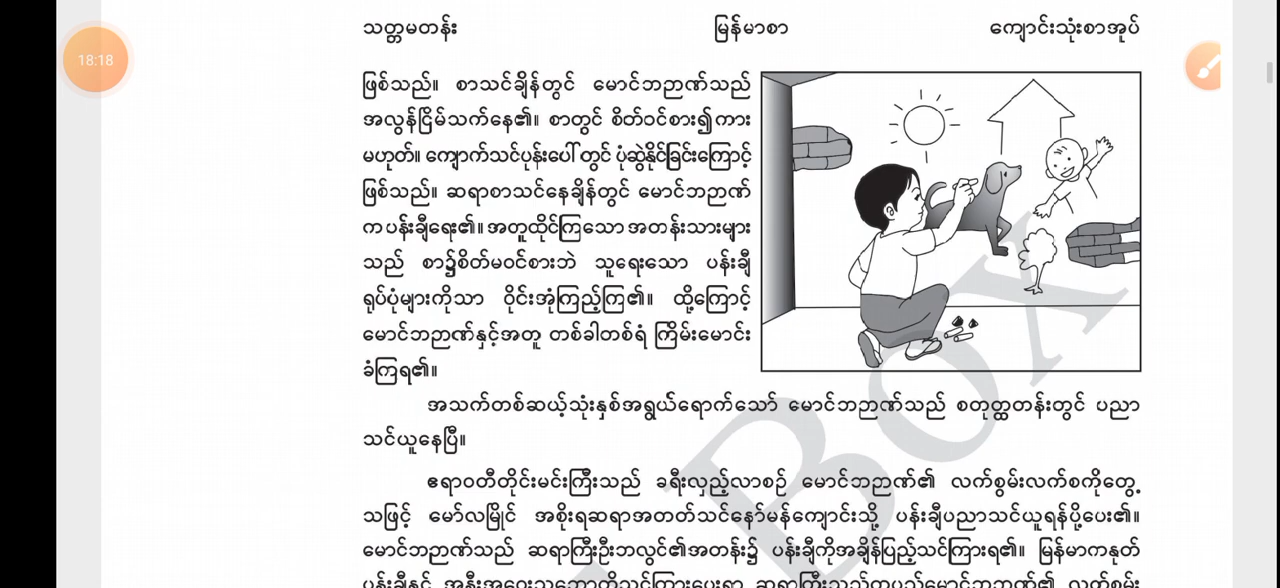 သတ္တမတန်း မြန်မာစာ ကျောင်းသုံးစာအုပ်
18:18
ဖြစ်သည်။ စာသင်ချိန်တွင် မောင်ဘဉာဏ်သည်
အလွန်ငြိမ်သက်နေ၏။ စာတွင် စိတ်ဝင်စား၍ကား
မဟုတ်။ ကျောက်သင်ပုန်းပေါ်တွင် ပုံဆွဲနိုင်ခြင်းကြောင့်
ဖြစ်သည်။ ဆရာစာသင်နေချိန်တွင် မောင်ဘဉာဏ်
က ပန်းချီရေး၏။ အတူထိုင်ကြသော အတန်းသားများ
သည် စာ၌စိတ်မဝင်စားဘဲ သူရေးသော ပန်းချီ
ရုပ်ပုံများကိုသာ ဝိုင်းအုံကြည့်ကြ၏။ ထို့ကြောင့်
မောင်ဘဉာဏ်နှင့်အတူ တစ်ခါတစ်ရံ ကြိမ်းမောင်း
ခံကြရ၏။
အသက်တစ်ဆယ့်သုံးနှစ်အရွယ်ရောက်သော် မောင်ဘဉာဏ်သည် စတုတ္ထတန်းတွင် ပညာ
သင်ယူနေပြီ။
ဧရာဝတီတိုင်းမင်းကြီးသည် ခရီးလှည့်လာစဉ် မောင်ဘဉာဏ်၏ လက်စွမ်းလက်စကိုတွေ့
သဖြင့် မော်လမြိုင် အစိုးရဆရာအတတ်သင်နော်မန်ကျောင်းသို့ ပန်းချီပညာသင်ယူရန်ပို့ပေး၏။
မောင်ဘဉာဏ်သည် ဆရာကြီးဦးဘလွင်၏အတန်း၌ ပန်းချီကိုအချိန်ပြည့်သင်ကြားရ၏။ မြန်မာကနုတ်
BOX